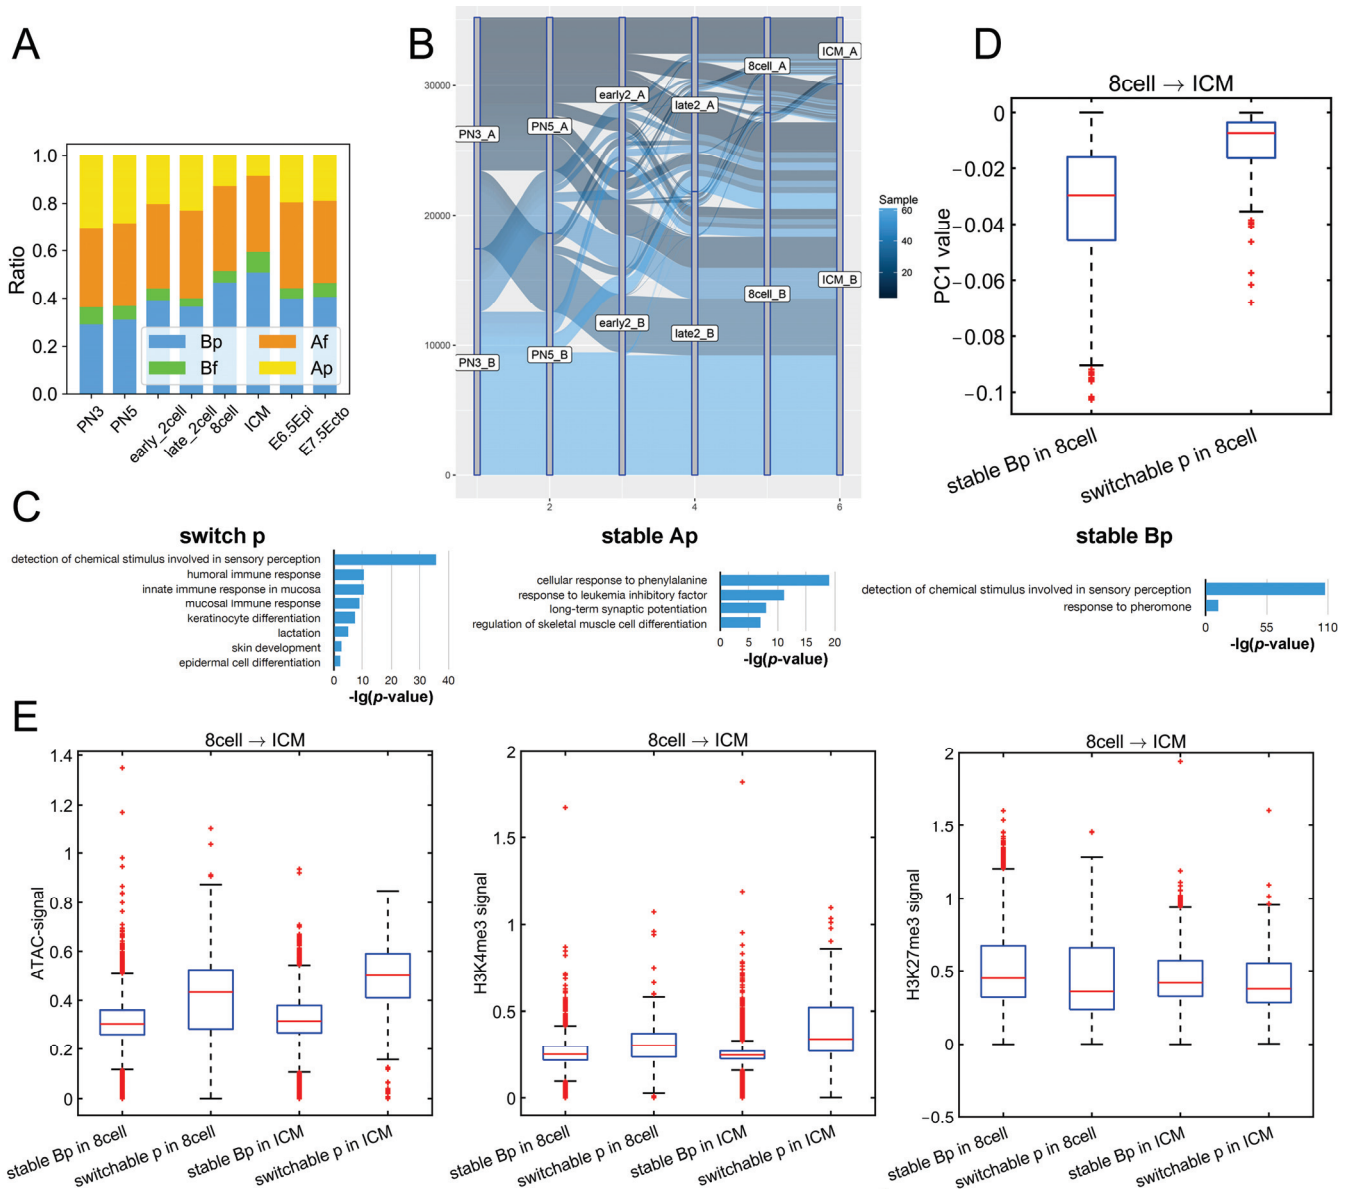 A
Ratio
1.0
0.8
0.6
0.4
0.2
0.0
Bp
Af
Bf
Ap
PN3
PN5
early_2cell
late_2cell
8cell
ICM
E6.5Epi
E7.5Ecto
B
30000
20000
10000
0
PN3_A
PN5_A
early2_A
late2_A
8cell_A
ICM_A
PN3_B
PN5_B
early2_B
late2_B
8cell_B
ICM_B
2
4
6
Sample
60
40
20
D
8cell → ICM
PC1 value
0
−0.02
−0.04
−0.06
−0.08
−0.1
stable Bp in 8cell
switchable p in 8cell
C
switch p
detection of chemical stimulus involved in sensory perception
humoral immune response
innate immune response in mucosa
mucosal immune response
keratinocyte differentiation
lactation
skin development
epidermal cell differentiation
0 10 20 30 40
-lg(p-value)
stable Ap
cellular response to phenylalanine
response to leukemia inhibitory factor
long-term synaptic potentiation
regulation of skeletal muscle cell differentiation
0 5 10 15 20
-lg(p-value)
stable Bp
detection of chemical stimulus involved in sensory perception
response to pheromone
0 55 110
-lg(p-value)
E
8cell → ICM
ATAC-signal
1.4
1.2
1
0.8
0.6
0.4
0.2
0
stable Bp in 8cell
switchable p in 8cell
stable Bp in ICM
switchable p in ICM
8cell → ICM
H3K4me3 signal
2
1.5
1
0.5
0
stable Bp in 8cell
switchable p in 8cell
stable Bp in ICM
switchable p in ICM
8cell → ICM
H3K27me3 signal
2
1.5
1
0.5
0
−0.5
stable Bp in 8cell
switchable p in 8cell
stable Bp in ICM
switchable p in ICM